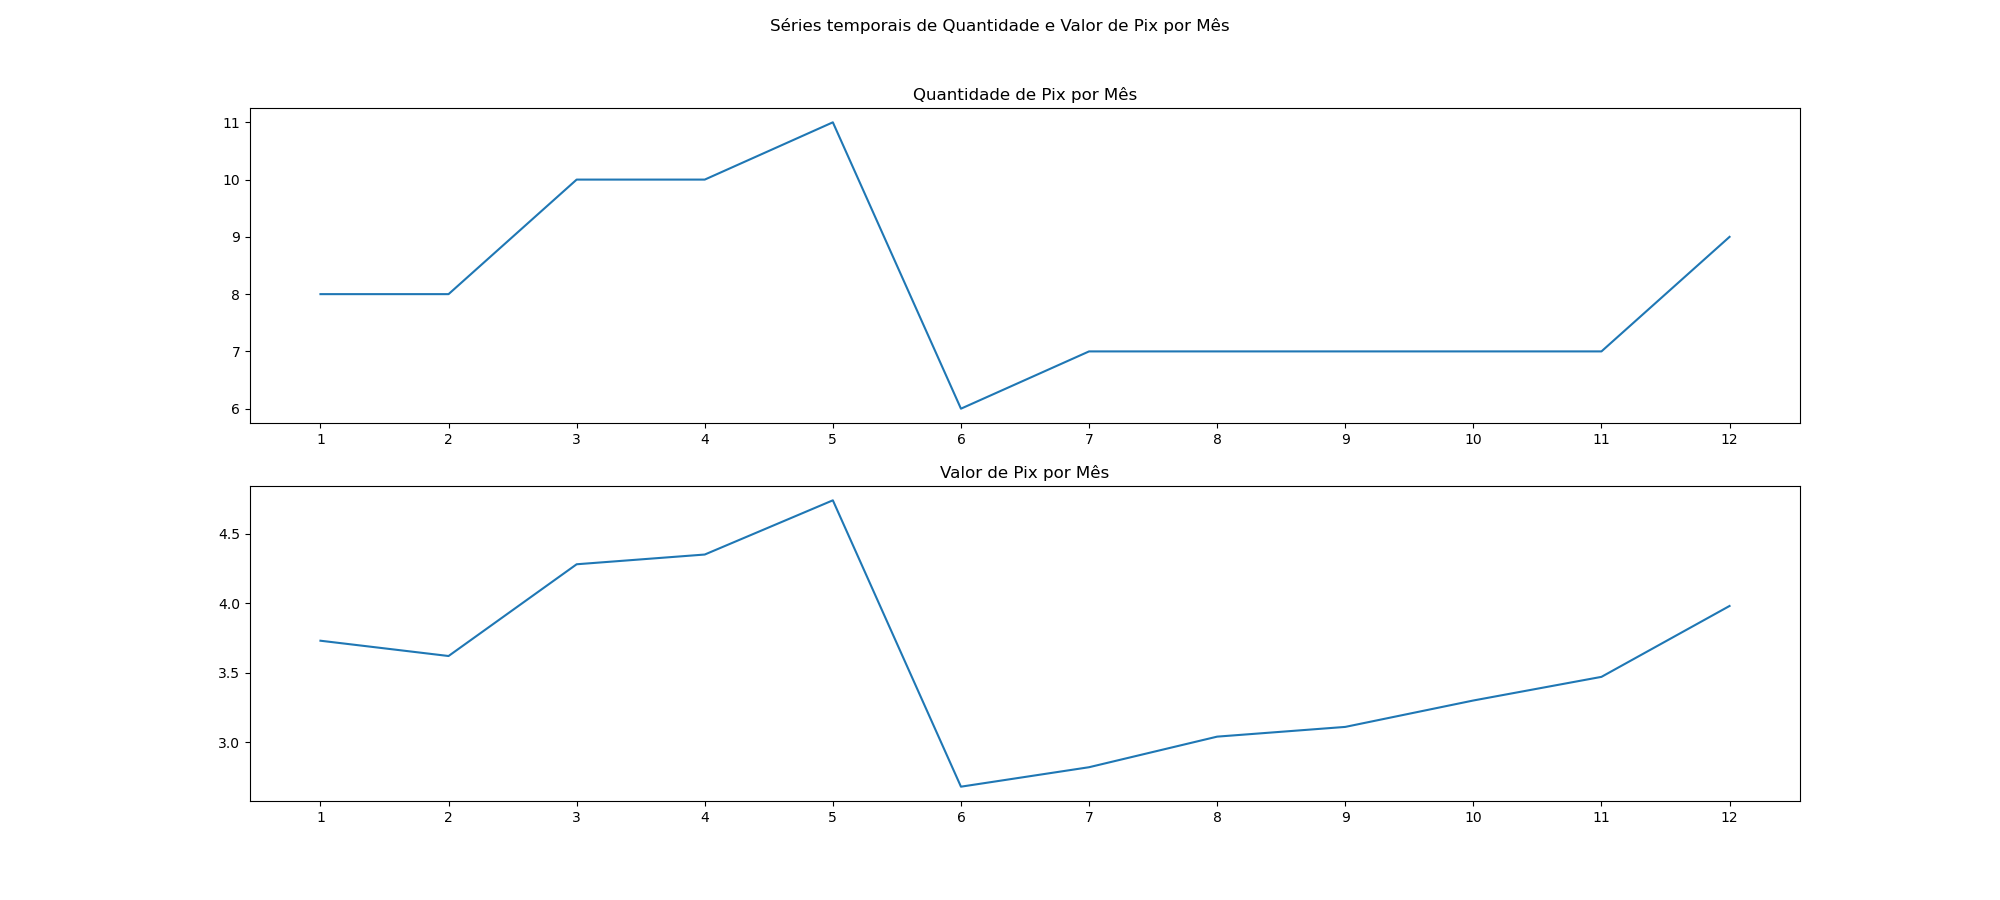 Séries temporais de Quantidade e Valor de Pix por Mês
Quantidade de Pix por Mês
11
10
9
8
7
6
1 2 3 4 5 6 7 8 9 10 11 12
Valor de Pix por Mês
4.5
4.0
3.5
3.0
1 2 3 4 5 6 7 8 9 10 11 12